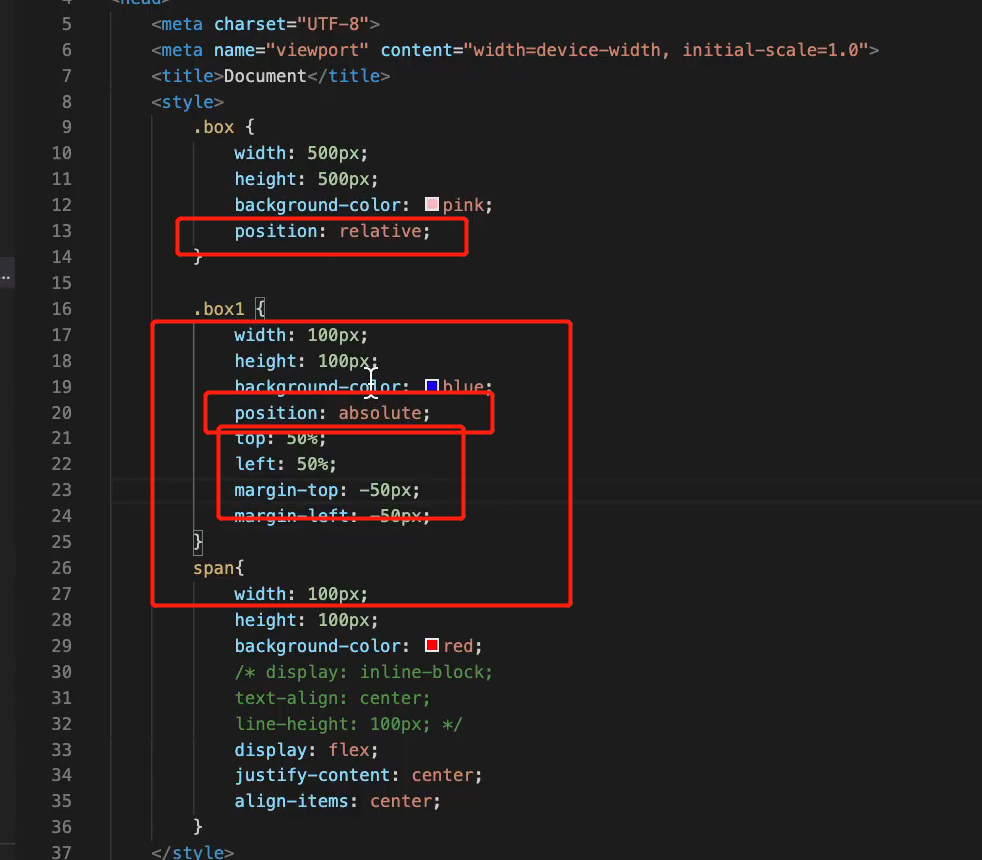 4 <head>
5 <meta charset="UTF-8">
6 <meta name="viewport" content="width=device-width, initial-scale=1.0">
7 <title>Document</title>
8 <style>
9 .box {
10 width: 500px;
11 height: 500px;
12 background-color: pink;
13 position: relative;
14 }
15
16 .box1 {
17 width: 100px;
18 height: 100px;
19 background-color: blue;
20 position: absolute;
21 top: 50%;
22 left: 50%;
23 margin-top: -50px;
24 margin-left: -50px;
25 }
26 span{
27 width: 100px;
28 height: 100px;
29 background-color: red;
30 /* display: inline-block;
31 text-align: center;
32 line-height: 100px; */
33 display: flex;
34 justify-content: center;
35 align-items: center;
36 }
37 </style>